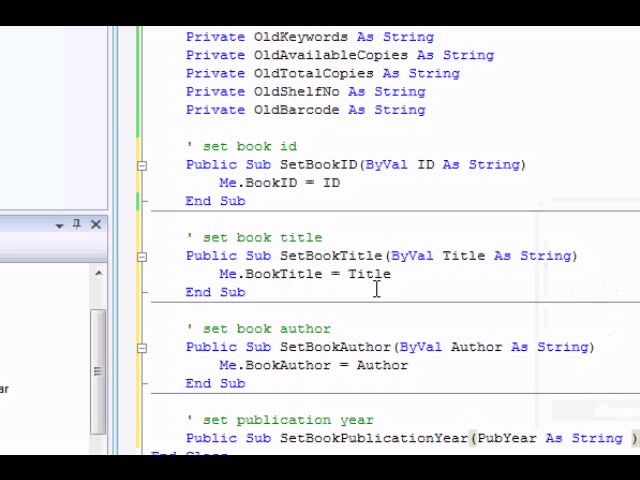 Private OldKeywords As String
Private OldAvailableCopies As String
Private OldTotalCopies As String
Private OldShelfNo As String
Private OldBarcode As String
' set book id
Public Sub SetBookID(ByVal ID As String)
Me.BookID = ID
End Sub
' set book title
Public Sub SetBookTitle(ByVal Title As String)
Me.BookTitle = Title
End Sub
' set book author
Public Sub SetBookAuthor(ByVal Author As String)
Me.BookAuthor = Author
End Sub
' set publication year
Public Sub SetBookPublicationYear(PubYear As String )
End Class